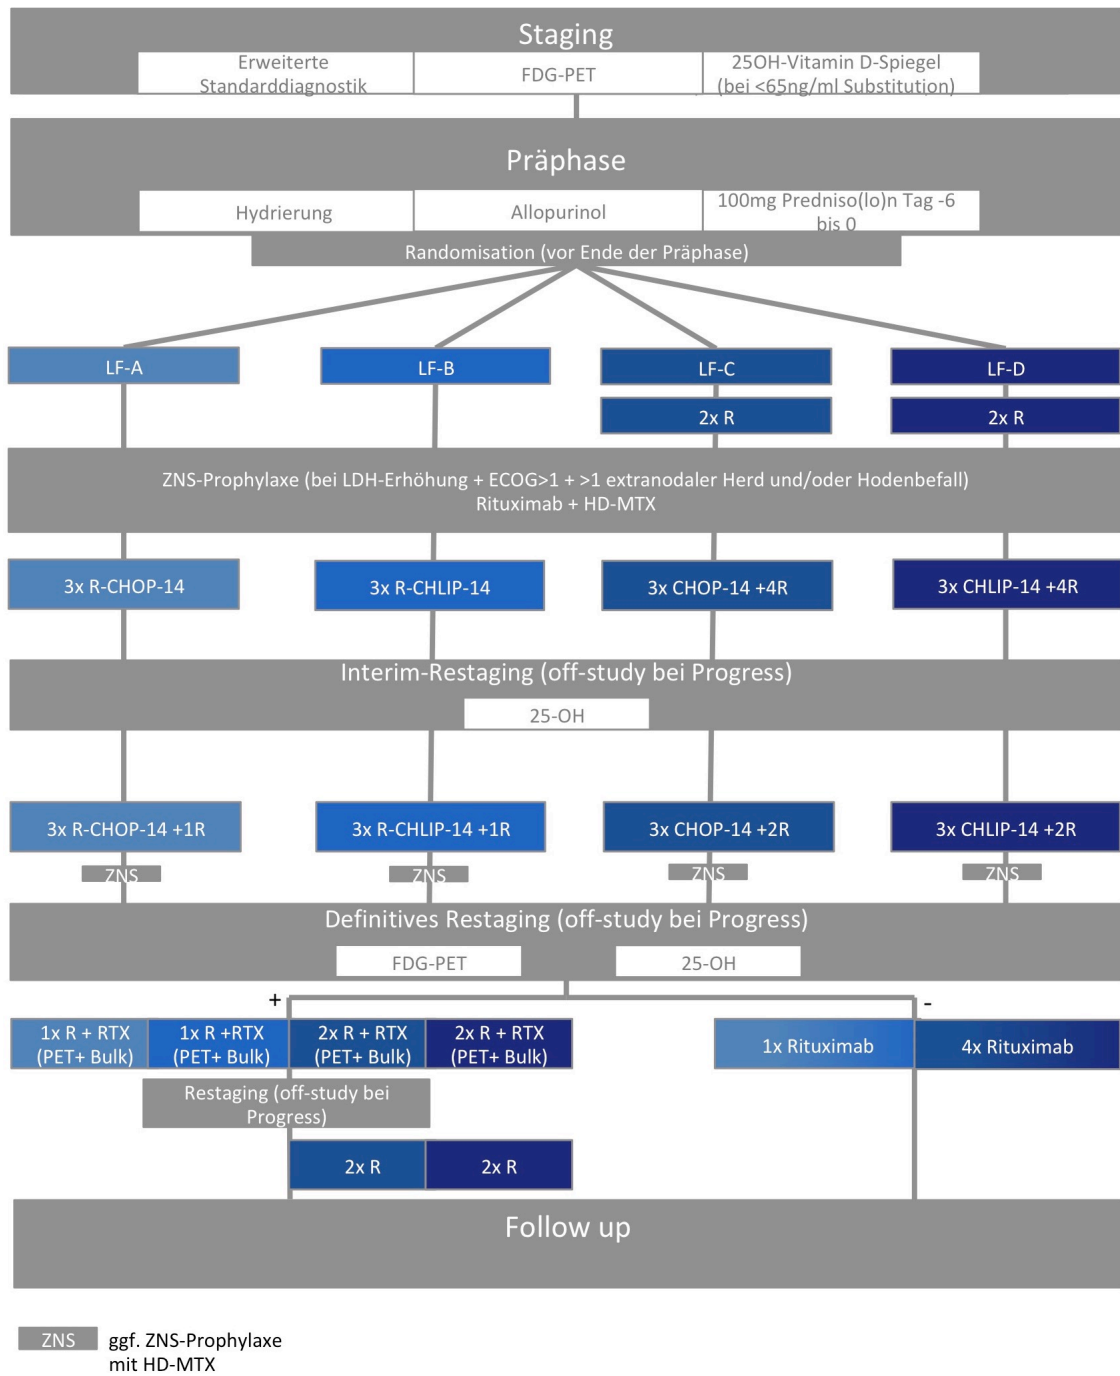 Staging
Erweiterte
Standarddiagnostik
FDG-PET
25OH-Vitamin D-Spiegel
(bei <65ng/ml Substitution)
Präphase
Hydrierung
Allopurinol
100mg Predniso(lo)n Tag -6
bis 0
Randomisation (vor Ende der Präphase)
LF-A
LF-B
LF-C
LF-D
2x R
2x R
ZNS-Prophylaxe (bei LDH-Erhöhung + ECOG>1 + >1 extranodaler Herd und/oder Hodenbefall)
Rituximab + HD-MTX
3x R-CHOP-14
3x R-CHLIP-14
3x CHOP-14 +4R
3x CHLIP-14 +4R
Interim-Restaging (off-study bei Progress)
25-OH
3x R-CHOP-14 +1R
3x R-CHLIP-14 +1R
3x CHOP-14 +2R
3x CHLIP-14 +2R
ZNS
ZNS
ZNS
ZNS
Definitives Restaging (off-study bei Progress)
FDG-PET
25-OH
+
-
1x R + RTX
(PET+ Bulk)
1x R +RTX
(PET+ Bulk)
2x R + RTX
(PET+ Bulk)
2x R + RTX
(PET+ Bulk)
1x Rituximab
4x Rituximab
Restaging (off-study bei
Progress)
2x R
2x R
Follow up
ZNS
ggf. ZNS-Prophylaxe
mit HD-MTX